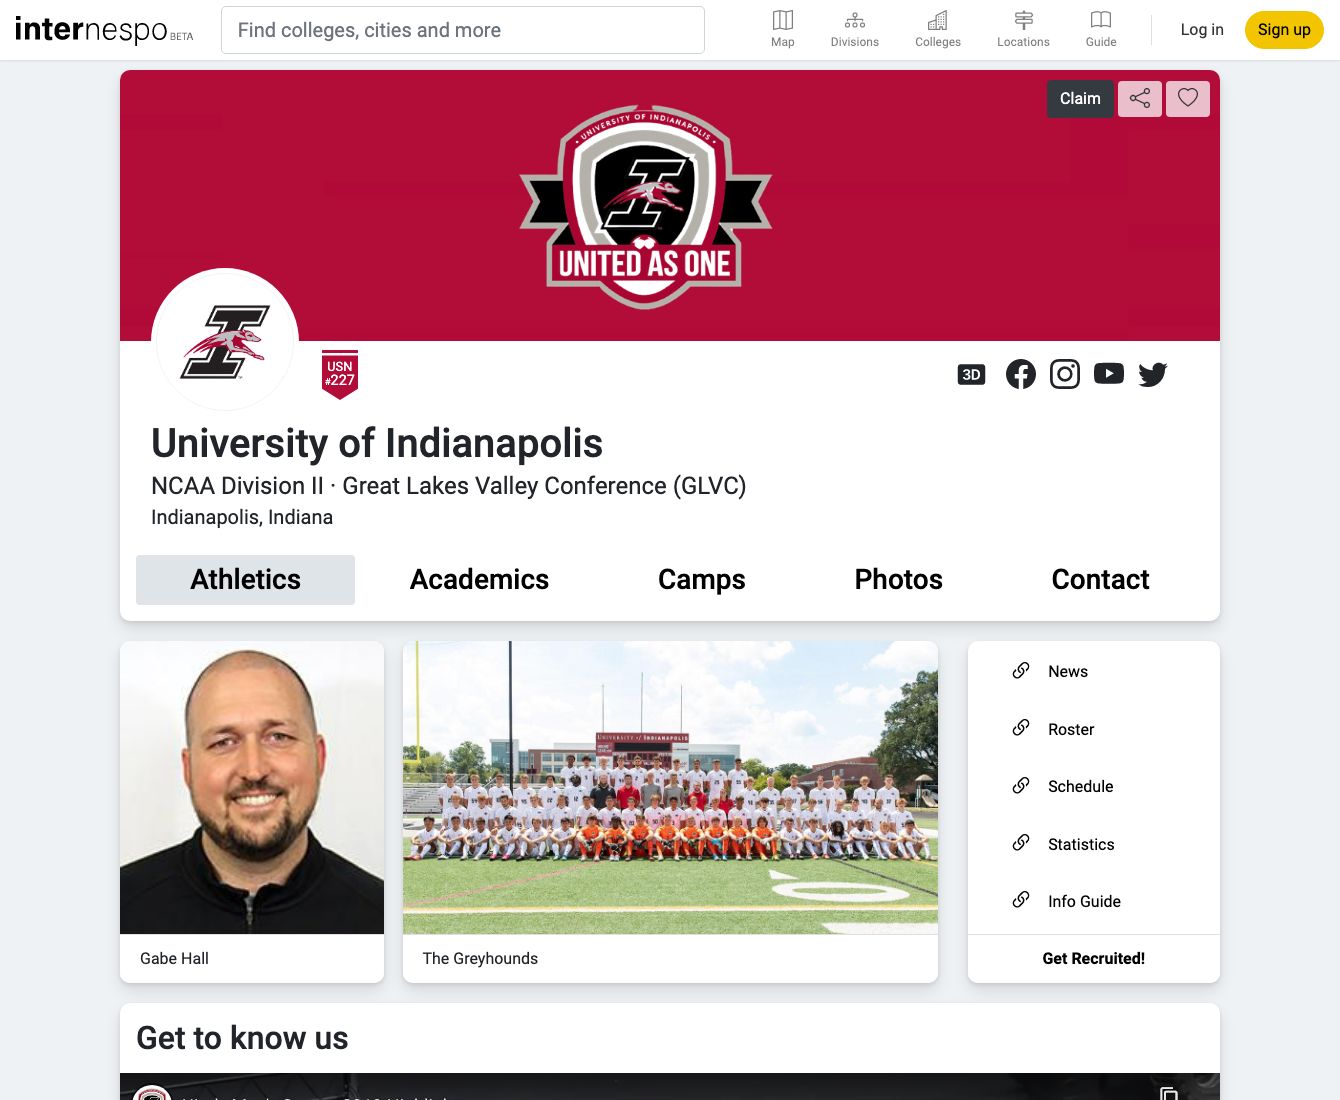 internespo BETA
Find colleges, cities and more
Map
Divisions
Colleges
Locations
Guide
Log in
Sign up
Claim
UNIVERSITY OF INDIANAPOLIS
I
UNITED AS ONE
I
USN
#227
3D
University of Indianapolis
NCAA Division II · Great Lakes Valley Conference (GLVC)
Indianapolis, Indiana
Athletics
Academics
Camps
Photos
Contact
UNIVERSITY of INDIANAPOLIS
News
Roster
Schedule
Statistics
Info Guide
Gabe Hall
The Greyhounds
Get Recruited!
Get to know us